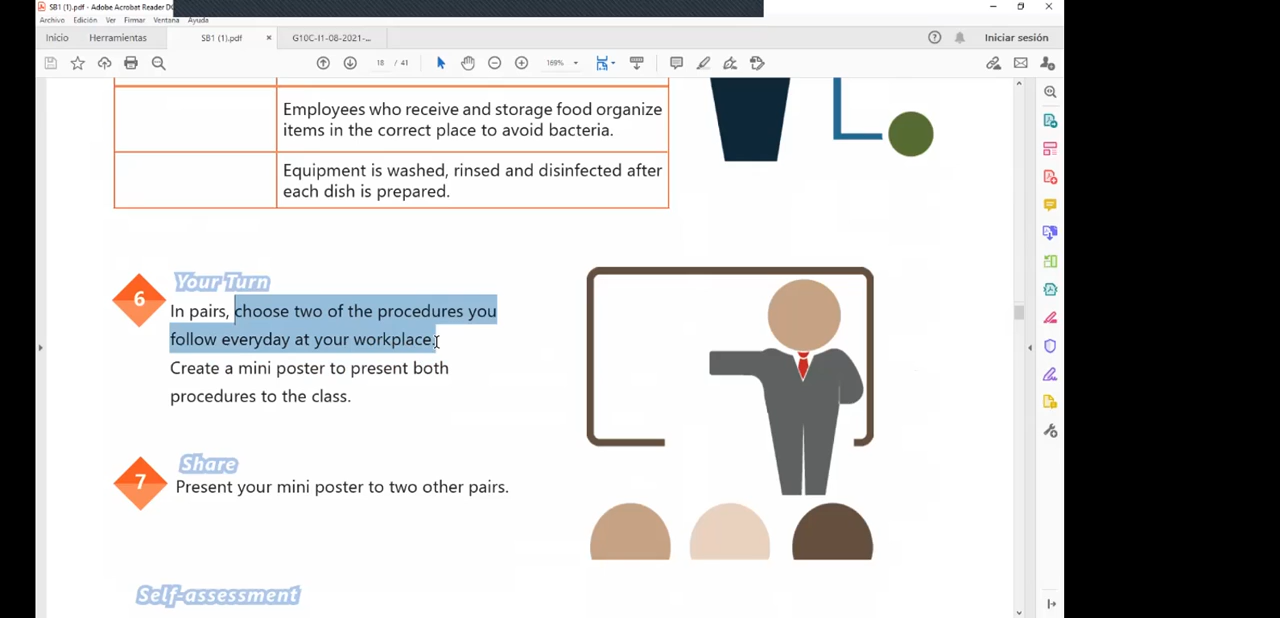 SB1 (1).pdf - Adobe Acrobat Reader DC
Archivo Edición Ver Firmar Ventana Ayuda
Inicio Herramientas SB1 (1).pdf × G10C-I1-08-2021-... Iniciar sesión
18 / 41 169%
Employees who receive and storage food organize
items in the correct place to avoid bacteria.
Equipment is washed, rinsed and disinfected after
each dish is prepared.
6
Your Turn
In pairs, choose two of the procedures you
follow everyday at your workplace.
Create a mini poster to present both
procedures to the class.
7
Share
Present your mini poster to two other pairs.
Self-assessment